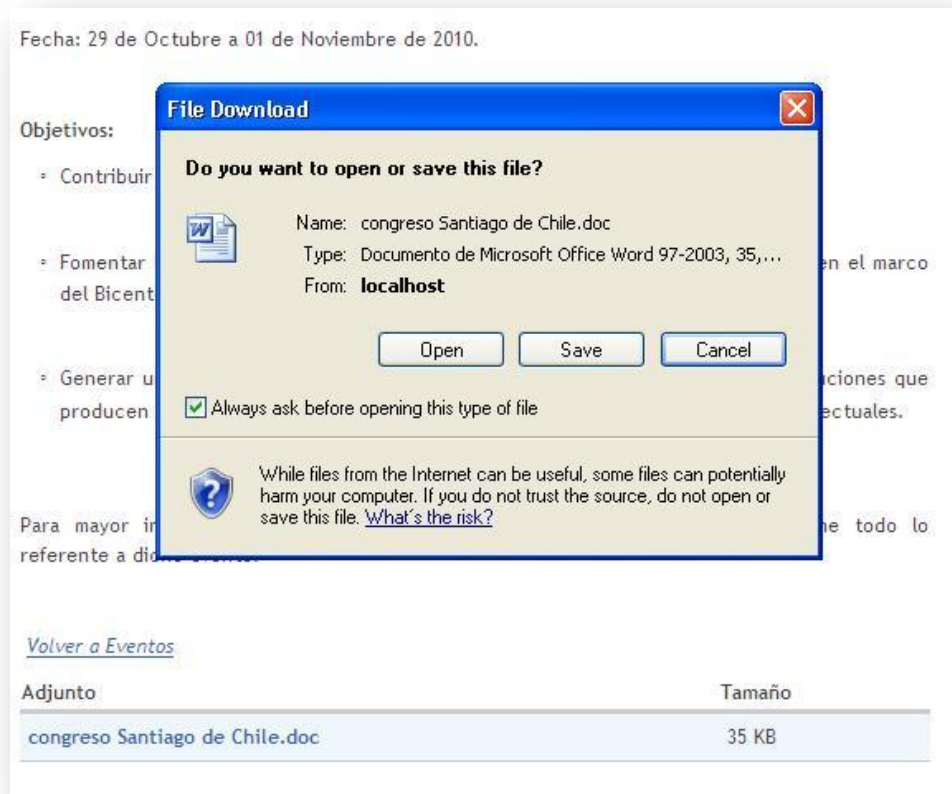 Fecha: 29 de Octubre a 01 de Noviembre de 2010.
File Download
Objetivos:
Do you want to open or save this file?
Contribuir
Name: congreso Santiago de Chile.doc
Type: Documento de Microsoft Office Word 97-2003, 35,...
Fomentar
en el marco
From: localhost
del Bicent
Open Save Cancel
Generar
ciones que
producen
ectuales.
Always ask before opening this type of file
While files from the Internet can be useful, some files can potentially
harm your computer. If you do not trust the source, do not open or
save this file. What's the risk?
Para mayor
todo lo
referente a
Volver a Eventos
Adjunto Tamaño
congreso Santiago de Chile.doc 35 KB